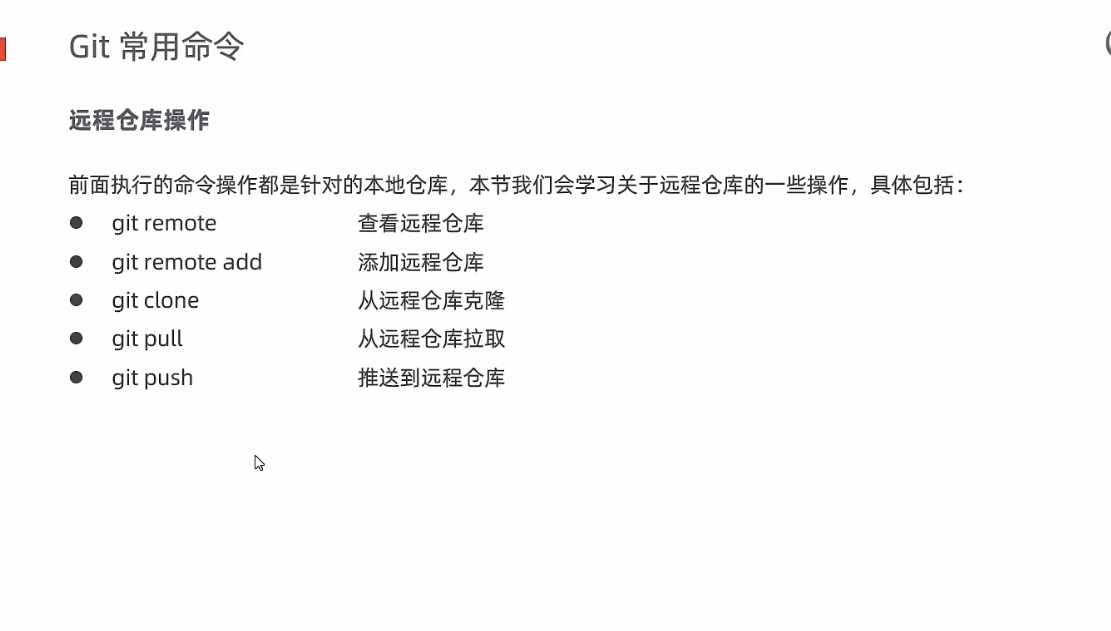 Git 常用命令
远程仓库操作
前面执行的命令操作都是针对的本地仓库，本节我们会学习关于远程仓库的一些操作，具体包括：
● git remote 查看远程仓库
● git remote add 添加远程仓库
● git clone 从远程仓库克隆
● git pull 从远程仓库拉取
● git push 推送到远程仓库